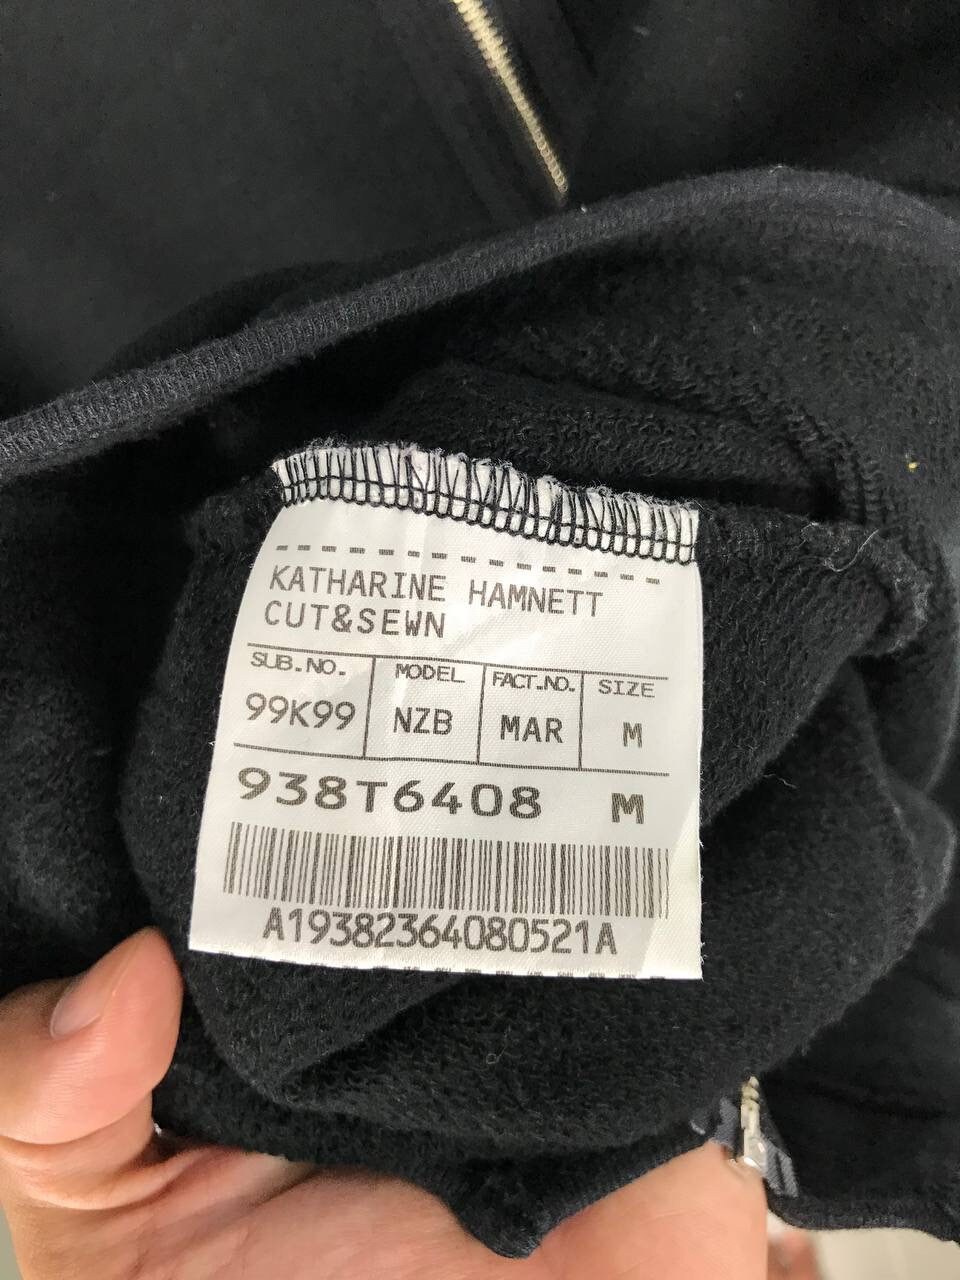 KATHARINE HAMNETT
CUT&SEWN
SUB.NO. MODEL FACT.NO. SIZE
99K99 NZB MAR M
938T6408 M
A19382364080521A